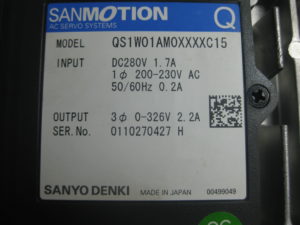 SANMOTION
AC SERVO SYSTEMS
Q
MODEL QS1W01AM0XXXXC15
INPUT DC280V 1.7A
1ϕ 200-230V AC
50/60Hz 0.2A
OUTPUT 3ϕ 0-326V 2.2A
SER.No. 0110270427 H
SANYO DENKI MADE IN JAPAN 00499049